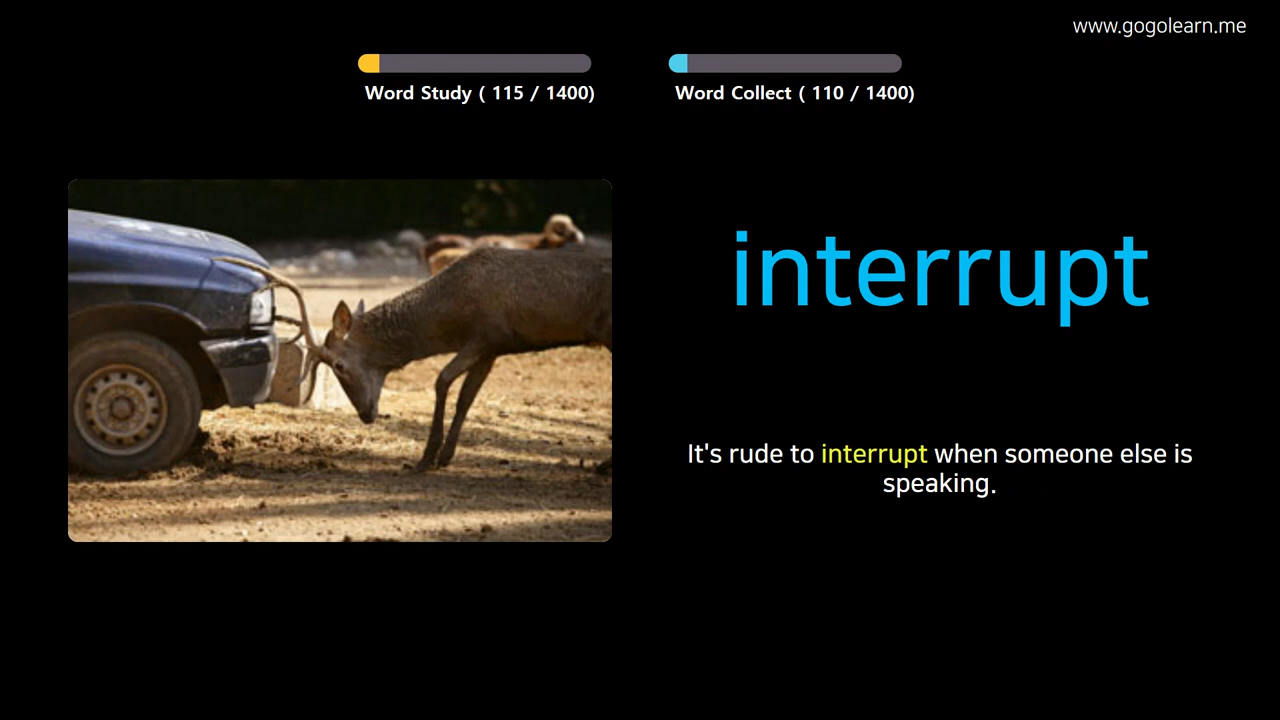 www.gogolearn.me
Word Study ( 115 / 1400)
Word Collect ( 110 / 1400)
interrupt
It's rude to interrupt when someone else is
speaking.